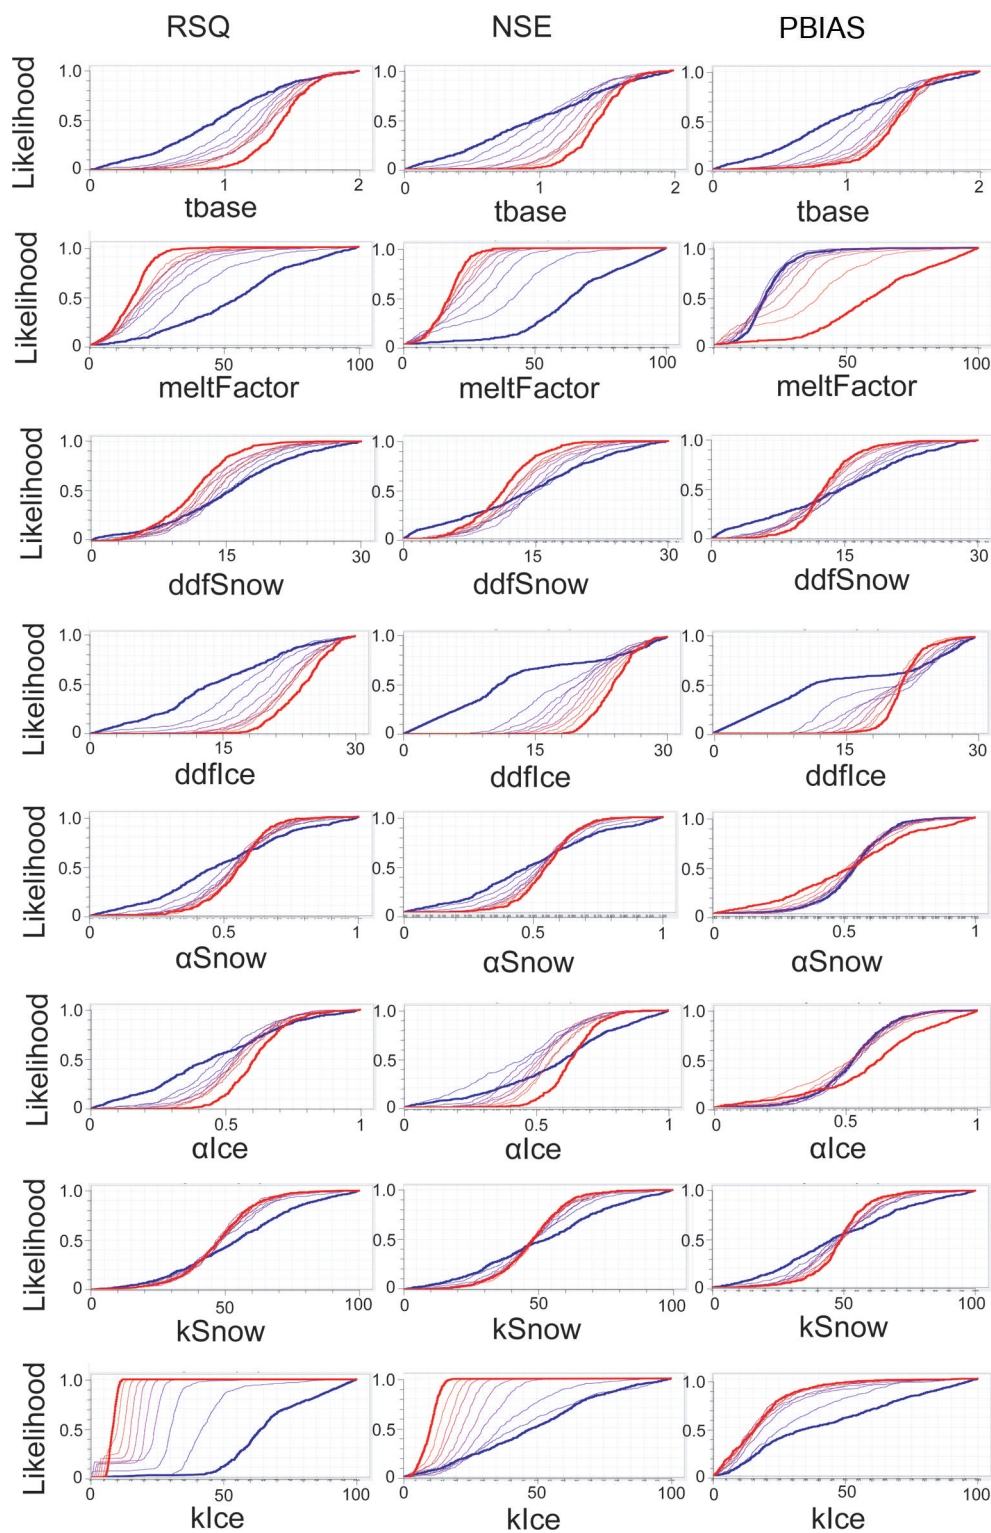 RSQ NSE PBIAS
Likelihood 1.0 0.5 0 0 1 2 tbase 1.0 0.5 0 0 1 2 tbase 1.0 0.5 0 0 1 2 tbase
Likelihood 1.0 0.5 0 0 50 100 meltFactor 1.0 0.5 0 0 50 100 meltFactor 1.0 0.5 0 0 50 100 meltFactor
Likelihood 1.0 0.5 0 15 30 ddfSnow 1.0 0.5 0 0 15 30 ddfSnow 1.0 0.5 0 0 15 30 ddfSnow
Likelihood 1.0 0.5 0 0 15 30 ddfIce 1.0 0.5 0 0 15 30 ddfIce 1.0 0.5 0 0 15 30 ddfIce
Likelihood 1.0 0.5 0 0 0.5 1 αSnow 1.0 0.5 0 0 0.5 1 αSnow 1.0 0.5 0 0 0.5 1 αSnow
Likelihood 1.0 0.5 0 0 0.5 1 αIce 1.0 0.5 0 0 0.5 1 αIce 1.0 0.5 0 0 0.5 1 αIce
Likelihood 1.0 0.5 0 0 50 100 kSnow 1.0 0.5 0 0 50 100 kSnow 1.0 0.5 0 0 50 100 kSnow
Likelihood 1.0 0.5 0 0 50 100 kIce 1.0 0.5 0 0 50 100 kIce 1.0 0.5 0 0 50 100 kIce